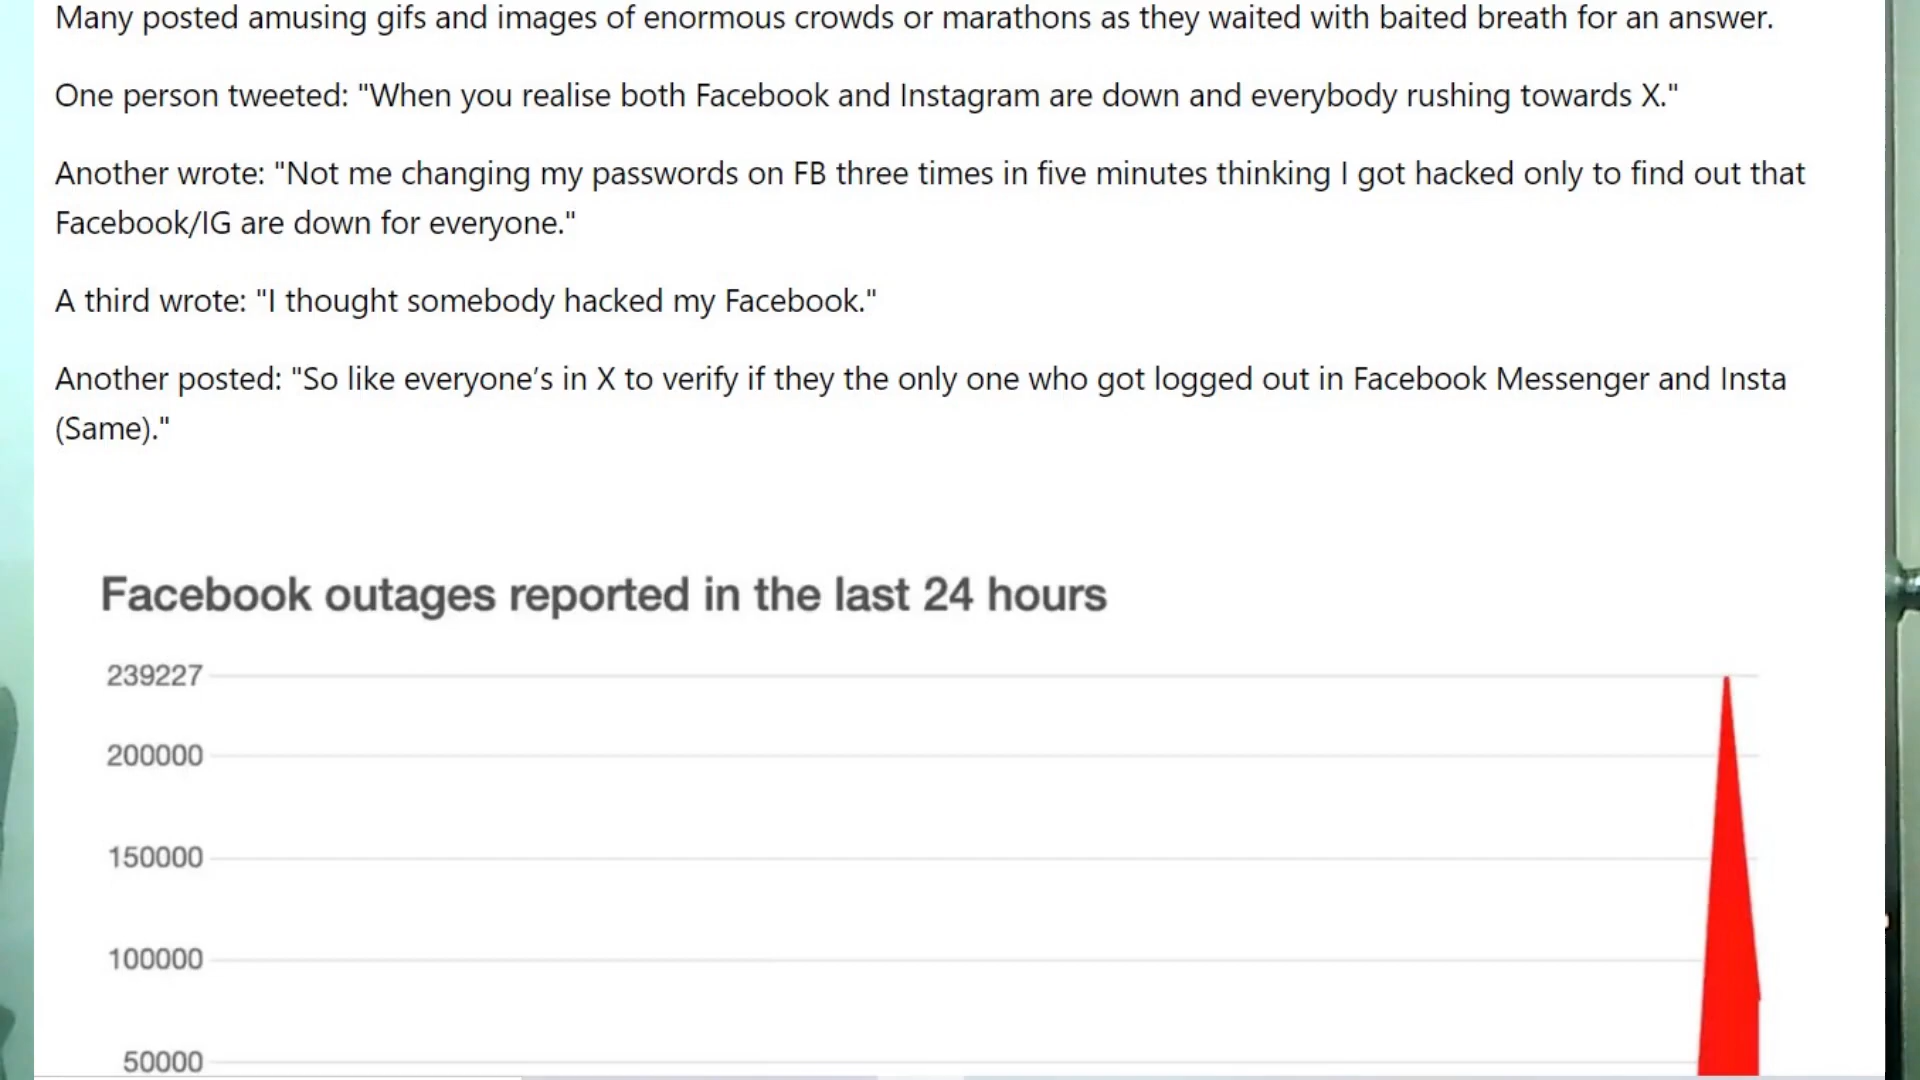 Many posted amusing gifs and images of enormous crowds or marathons as they waited with baited breath for an answer.
One person tweeted: "When you realise both Facebook and Instagram are down and everybody rushing towards X."
Another wrote: "Not me changing my passwords on FB three times in five minutes thinking I got hacked only to find out that
Facebook/IG are down for everyone."
A third wrote: "I thought somebody hacked my Facebook."
Another posted: "So like everyone’s in X to verify if they the only one who got logged out in Facebook Messenger and Insta
(Same)."
Facebook outages reported in the last 24 hours
239227
200000
150000
100000
50000